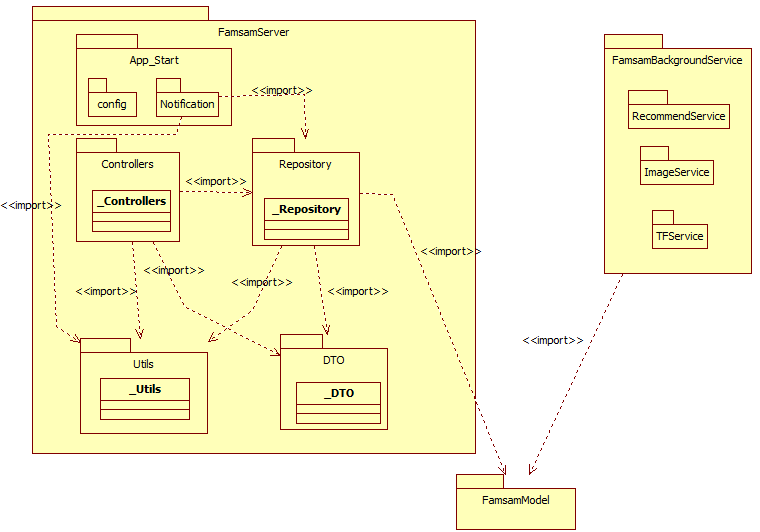 FamsamServer
App_Start
config
Notification
<<import>>
Controllers
_Controllers
<<import>>
Repository
_Repository
<<import>>
<<import>>
<<import>>
<<import>>
<<import>>
<<import>>
<<import>>
Utils
_Utils
DTO
_DTO
FamsamBackgroundService
RecommendService
ImageService
TFService
<<import>>
FamsamModel